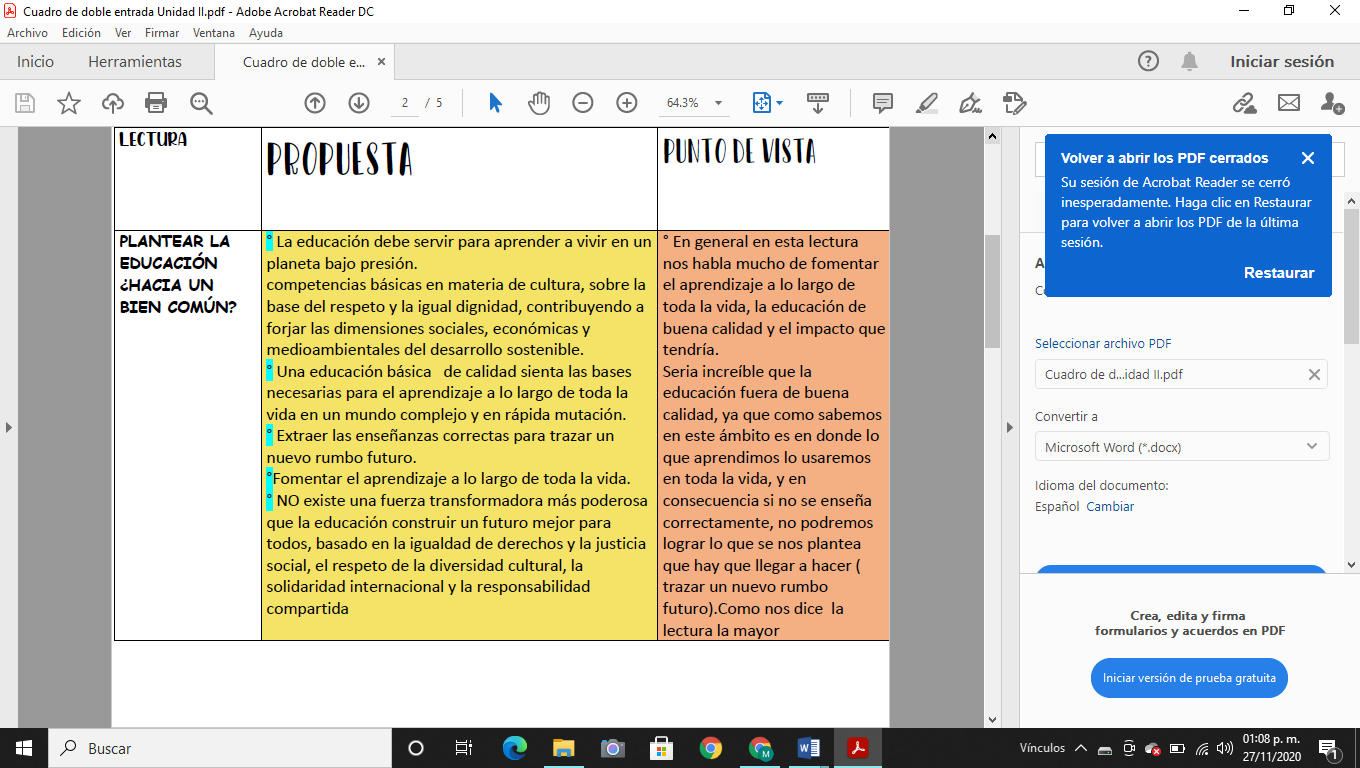 Cuadro de doble entrada Unidad II.pdf - Adobe Acrobat Reader DC
Archivo Edición Ver Firmar Ventana Ayuda
Inicio Herramientas Cuadro de doble e... × Iniciar sesión
2 / 5 64.3%
LECTURA
PROPUESTA
PUNTO DE VISTA
PLANTEAR LA
EDUCACIÓN
¿HACIA UN
BIEN COMÚN?
° La educación debe servir para aprender a vivir en un
planeta bajo presión.
competencias básicas en materia de cultura, sobre la
base del respeto y la igual dignidad, contribuyendo a
forjar las dimensiones sociales, económicas y
medioambientales del desarrollo sostenible.
° Una educación básica de calidad sienta las bases
necesarias para el aprendizaje a lo largo de toda la
vida en un mundo complejo y en rápida mutación.
° Extraer las enseñanzas correctas para trazar un
nuevo rumbo futuro.
°Fomentar el aprendizaje a lo largo de toda la vida.
° NO existe una fuerza transformadora más poderosa
que la educación construir un futuro mejor para
todos, basado en la igualdad de derechos y la justicia
social, el respeto de la diversidad cultural, la
solidaridad internacional y la responsabilidad
compartida
° En general en esta lectura
nos habla mucho de fomentar
el aprendizaje a lo largo de
toda la vida, la educación de
buena calidad y el impacto que
tendría.
Seria increíble que la
educación fuera de buena
calidad, ya que como sabemos
en este ámbito es en donde lo
que aprendimos lo usaremos
en toda la vida, y en
consecuencia si no se enseña
correctamente, no podremos
lograr lo que se nos plantea
que hay que llegar a hacer (
trazar un nuevo rumbo
futuro).Como nos dice la
lectura la mayor
Volver a abrir los PDF cerrados
Su sesión de Acrobat Reader se cerró
inesperadamente. Haga clic en Restaurar
para volver a abrir los PDF de la última
sesión.
Restaurar
Seleccionar archivo PDF
Cuadro de d...idad II.pdf
Convertir a
Microsoft Word (*.docx)
Idioma del documento:
Español Cambiar
Crea, edita y firma
formularios y acuerdos en PDF
Iniciar versión de prueba gratuita
Buscar
Vínculos
01:08 p. m.
27/11/2020
1